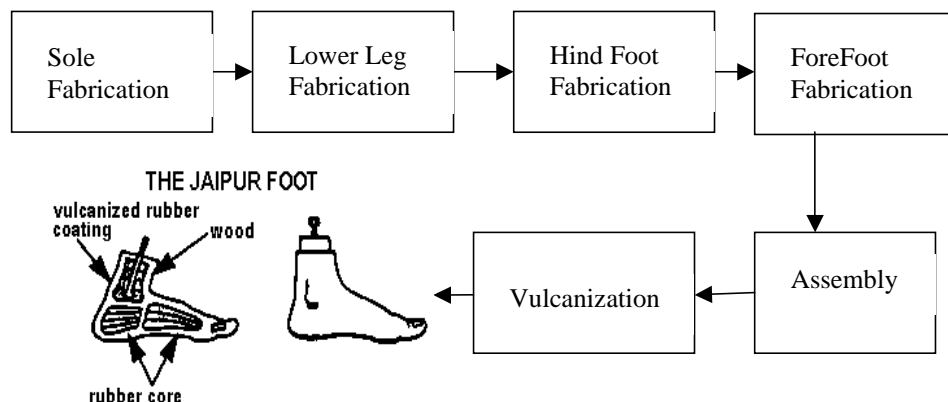 Sole
Fabrication
Lower Leg
Fabrication
Hind Foot
Fabrication
ForeFoot
Fabrication
THE JAIPUR FOOT
vulcanized rubber
coating
wood
rubber core
Vulcanization
Assembly